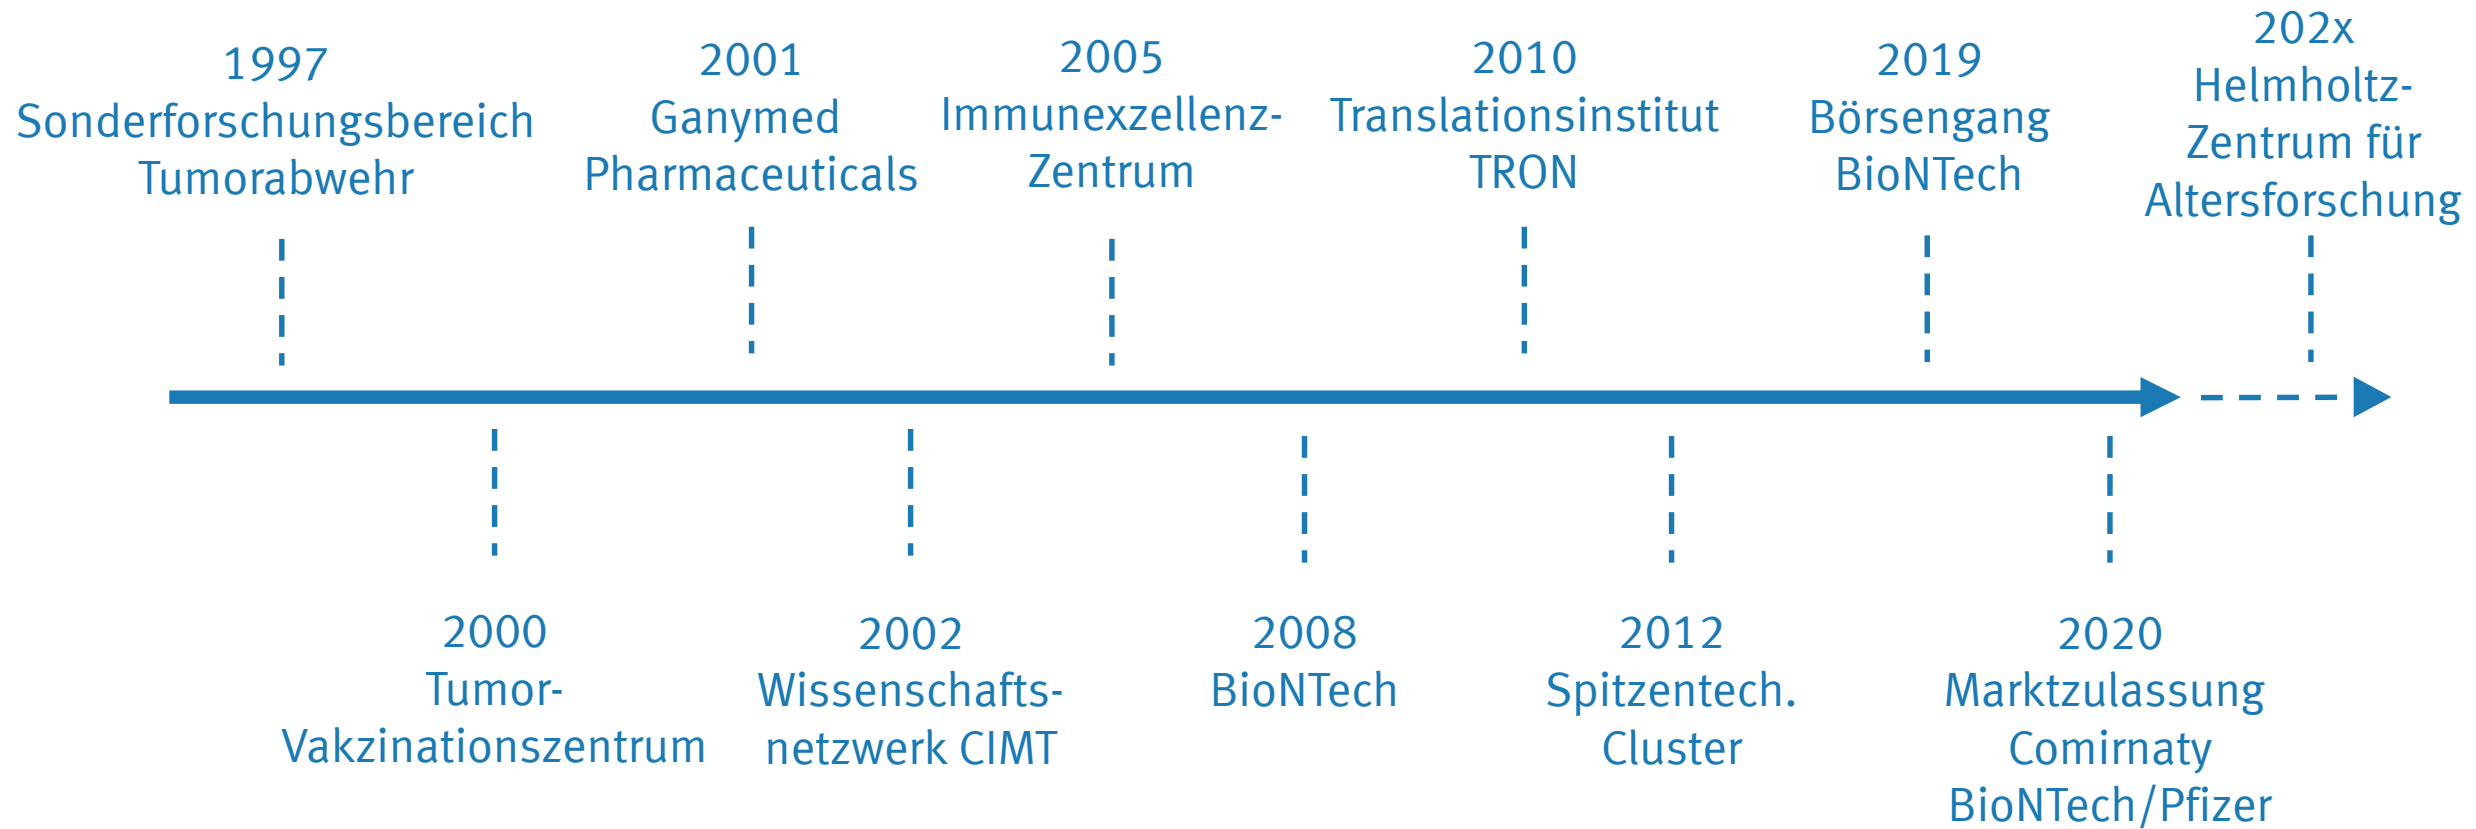 1997
Sonderforschungsbereich
Tumorabwehr
2001
Ganymed
Pharmaceuticals
2005
Immunexzellenz-
Zentrum
2010
Translationsinstitut
TRON
2019
Börsengang
BioNTech
202x
Helmholtz-
Zentrum für
Altersforschung
2000
Tumor-
Vakzinationszentrum
2002
Wissenschafts-
netzwerk CIMT
2008
BioNTech
2012
Spitzentech.
Cluster
2020
Marktzulassung
Comirnaty
BioNTech/Pfizer